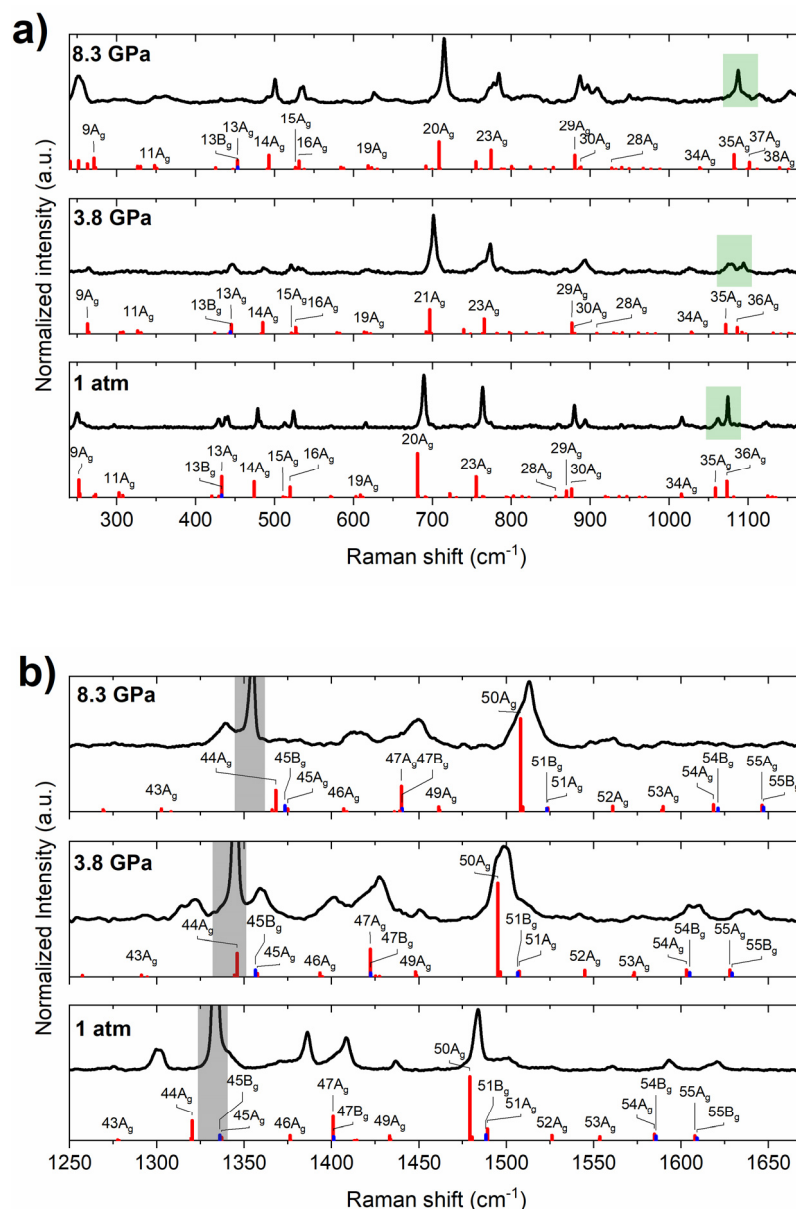 a)
8.3 GPa
9Ag 11Ag 13Bg 13Ag 14Ag 15Ag 16Ag 19Ag 20Ag 23Ag 29Ag 30Ag 28Ag 34Ag 35Ag 37Ag 38Ag
3.8 GPa
9Ag 11Ag 13Bg 13Ag 14Ag 15Ag 16Ag 19Ag 21Ag 23Ag 29Ag 30Ag 28Ag 34Ag 35Ag 36Ag
1 atm
9Ag 11Ag 13Bg 13Ag 14Ag 15Ag 16Ag 19Ag 20Ag 23Ag 28Ag 29Ag 30Ag 34Ag 35Ag 36Ag
Normalized intensity (a.u.)
300 400 500 600 700 800 900 1000 1100
Raman shift (cm⁻¹)
b)
8.3 GPa
43Ag 44Ag 45Bg 45Ag 46Ag 47Ag 47Bg 49Ag 50Ag 51Bg 51Ag 52Ag 53Ag 54Ag 54Bg 55Ag 55Bg
3.8 GPa
43Ag 44Ag 45Bg 45Ag 46Ag 47Ag 47Bg 49Ag 50Ag 51Bg 51Ag 52Ag 53Ag 54Ag 54Bg 55Ag 55Bg
1 atm
43Ag 44Ag 45Bg 45Ag 46Ag 47Ag 47Bg 49Ag 50Ag 51Bg 51Ag 52Ag 53Ag 54Ag 54Bg 55Ag 55Bg
Normalized Intensity (a.u.)
1250 1300 1350 1400 1450 1500 1550 1600 1650
Raman shift (cm⁻¹)